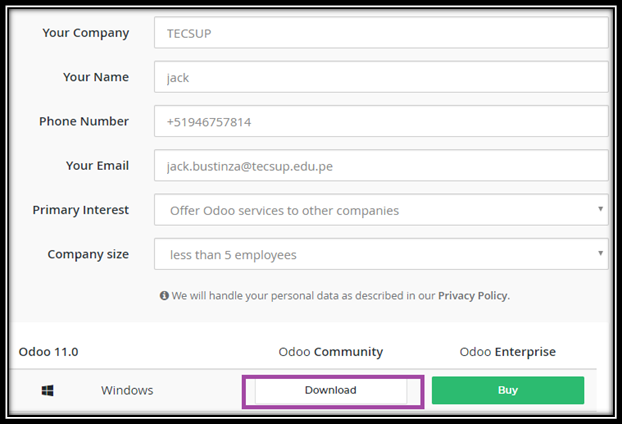 Your Company TECSUP
Your Name jack
Phone Number +51946757814
Your Email jack.bustinza@tecsup.edu.pe
Primary Interest Offer Odoo services to other companies
Company size less than 5 employees
We will handle your personal data as described in our Privacy Policy.
Odoo 11.0 Odoo Community Odoo Enterprise
Windows Download Buy